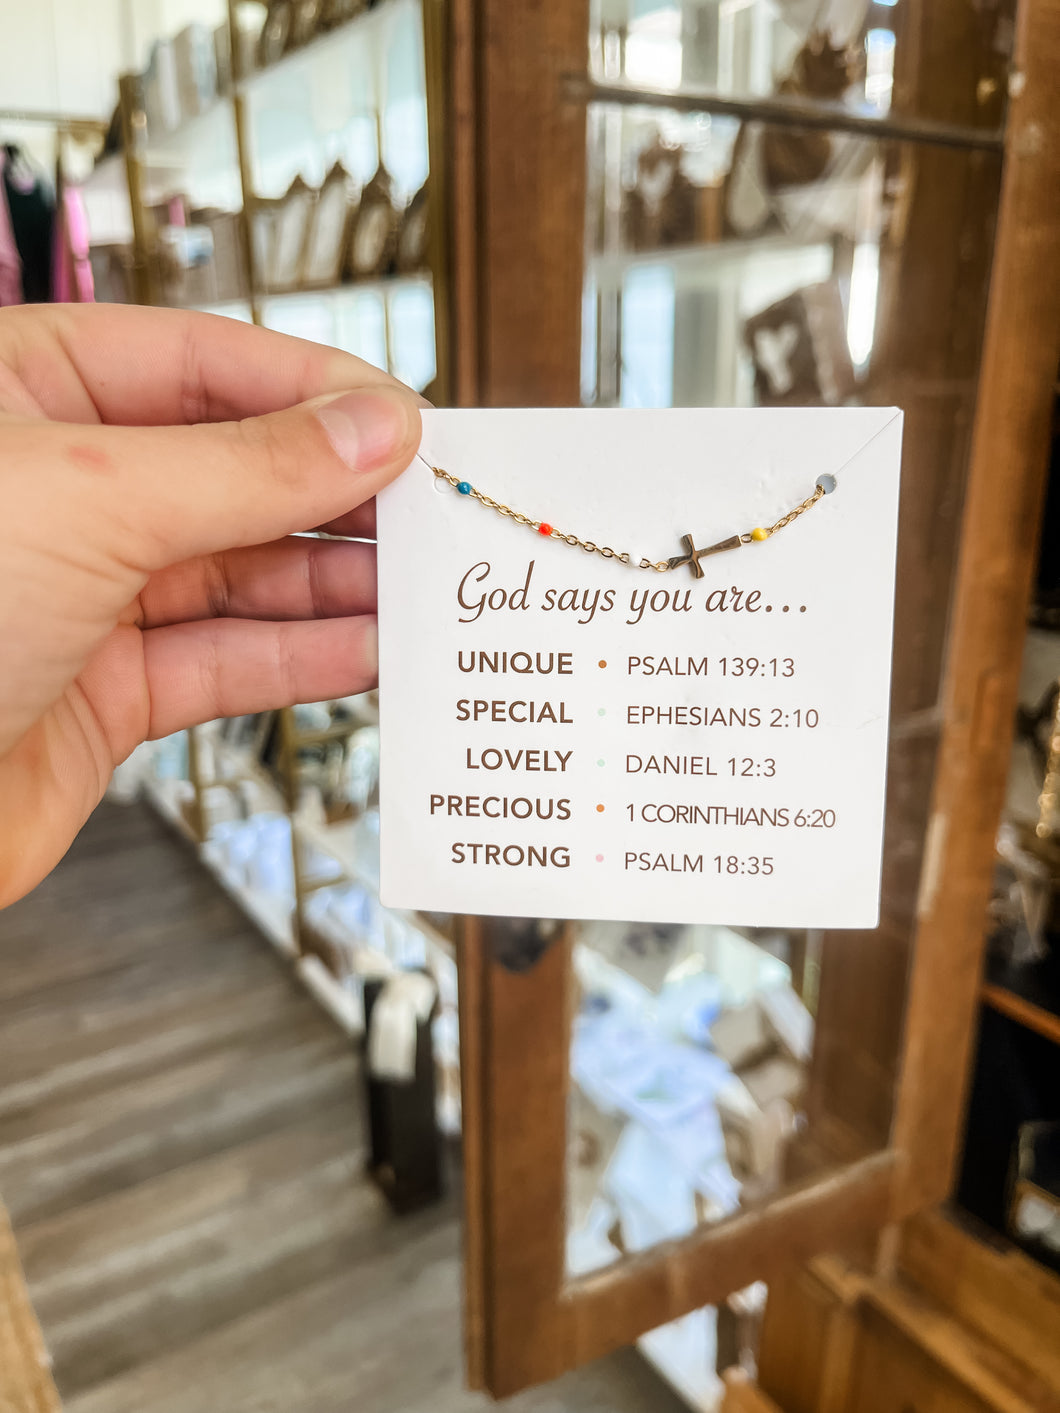 God says you are...
UNIQUE • PSALM 139:13
SPECIAL • EPHESIANS 2:10
LOVELY • DANIEL 12:3
PRECIOUS • 1 CORINTHIANS 6:20
STRONG • PSALM 18:35